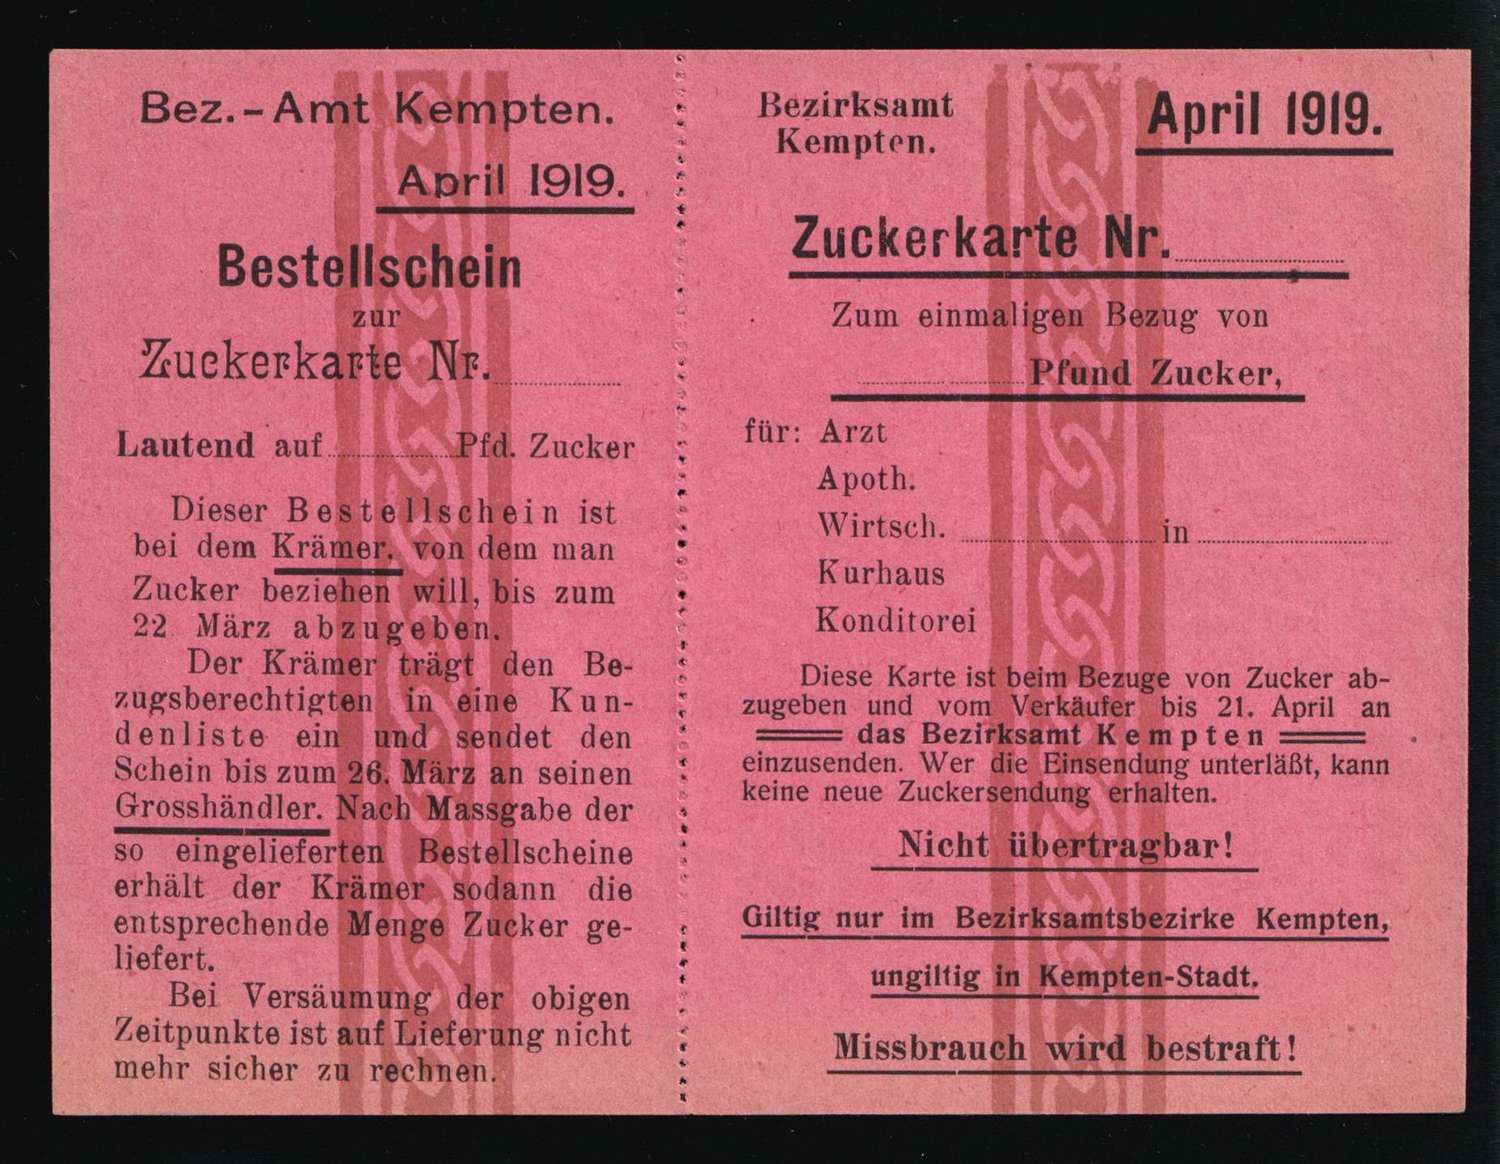 Bez.-Amt Kempten.
April 1919.
Bestellschein
zur
Zuckerkarte Nr.
Lautend auf Pfd. Zucker
Dieser Bestellschein ist
bei dem Krämer, von dem man
Zucker beziehen will, bis zum
22. März abzugeben.
Der Krämer trägt den Be-
zugsberechtigten in eine Kun-
denliste ein und sendet den
Schein bis zum 26. März an seinen
Grosshändler. Nach Massgabe der
so eingelieferten Bestellscheine
erhält der Krämer sodann die
entsprechende Menge Zucker ge-
liefert.
Bei Versäumung der obigen
Zeitpunkte ist auf Lieferung nicht
mehr sicher zu rechnen.
Bezirksamt
Kempten.
April 1919.
Zuckerkarte Nr.
Zum einmaligen Bezug von
Pfund Zucker,
für: Arzt
Apoth.
Wirtsch. in
Kurhaus
Konditorei
Diese Karte ist beim Bezuge von Zucker ab-
zugeben und vom Verkäufer bis 21. April an
das Bezirksamt Kempten
einzusenden. Wer die Einsendung unterläßt, kann
keine neue Zuckersendung erhalten.
Nicht übertragbar!
Giltig nur im Bezirksamtsbezirke Kempten,
ungiltig in Kempten-Stadt.
Missbrauch wird bestraft!